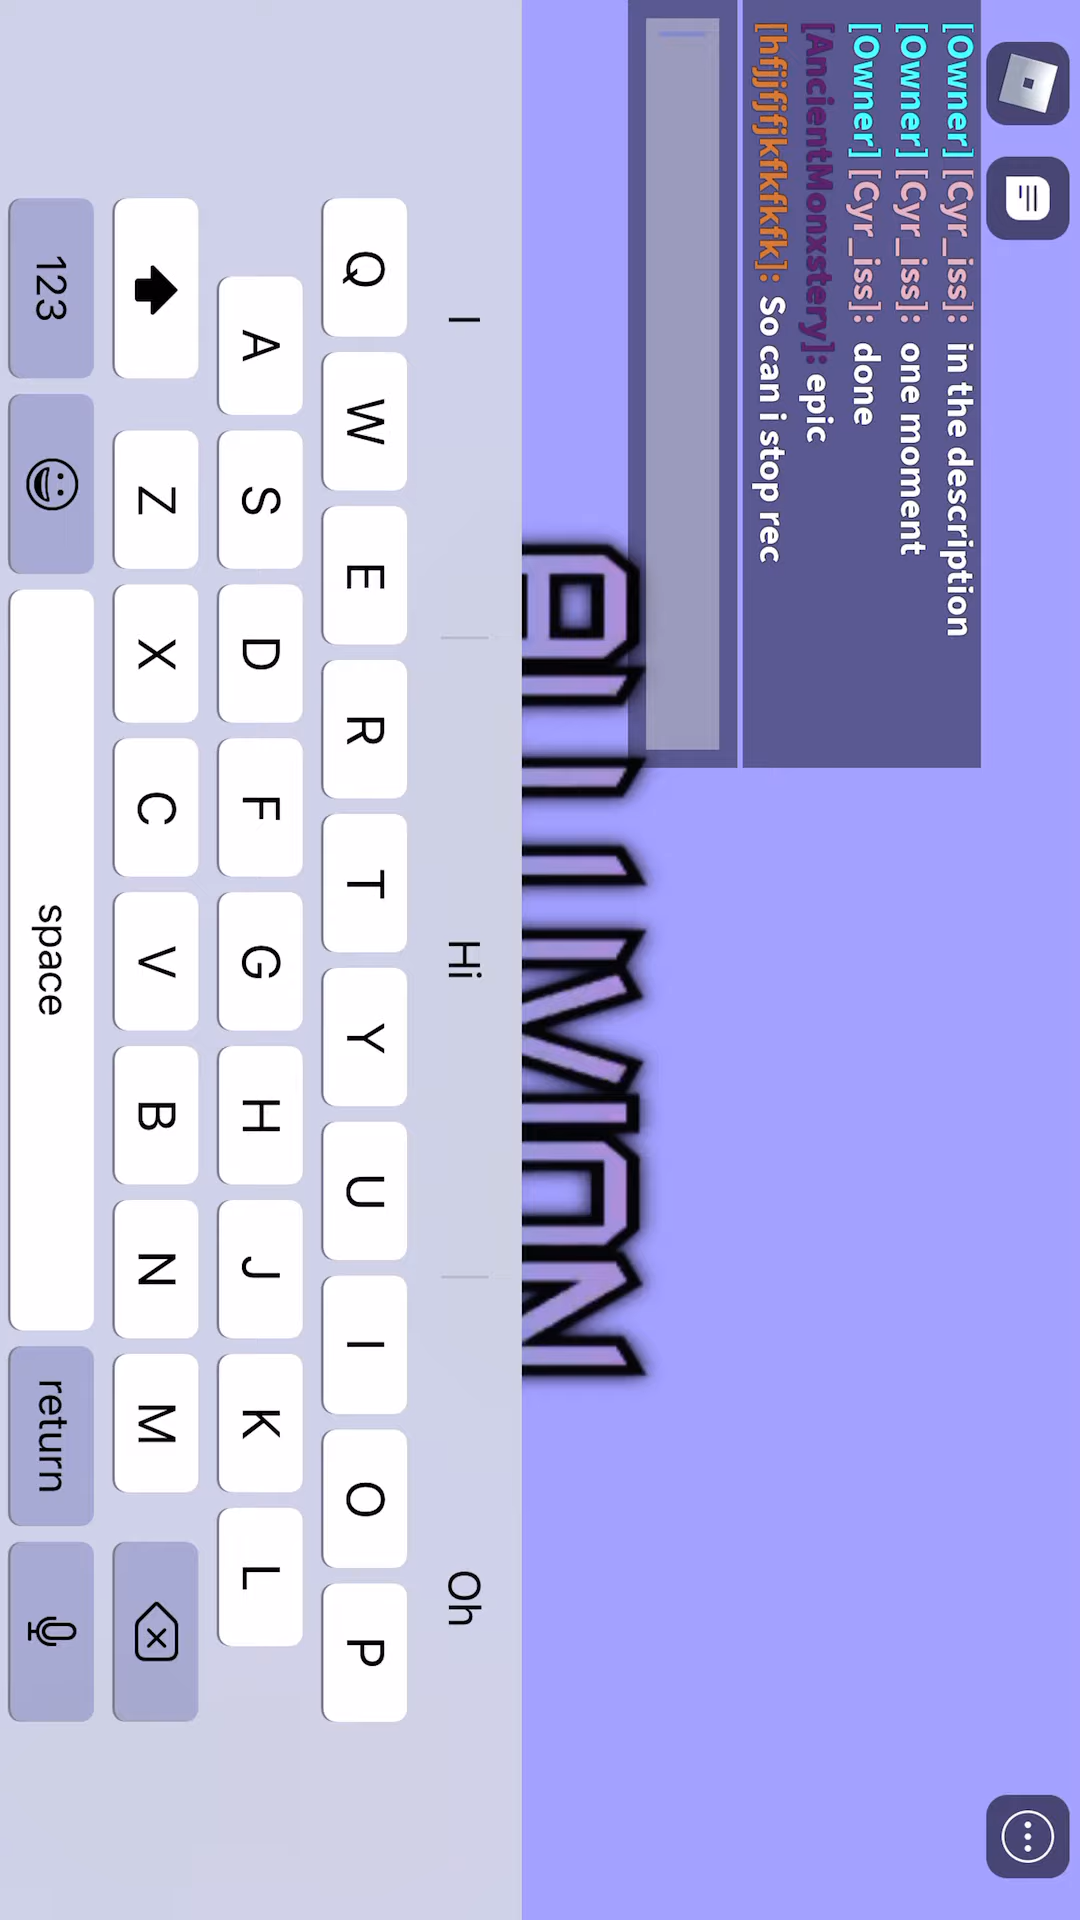 [Owner] [Cyr_iss]: in the description
[Owner] [Cyr_iss]: one moment
[Owner] [Cyr_iss]: done
[AncientMonxstery]: epic
[hfjjfjfjkfkfkfk]: So can i stop rec
I Hi Oh
Q W E R T Y U I O P
A S D F G H J K L
Z X C V B N M
123 space return